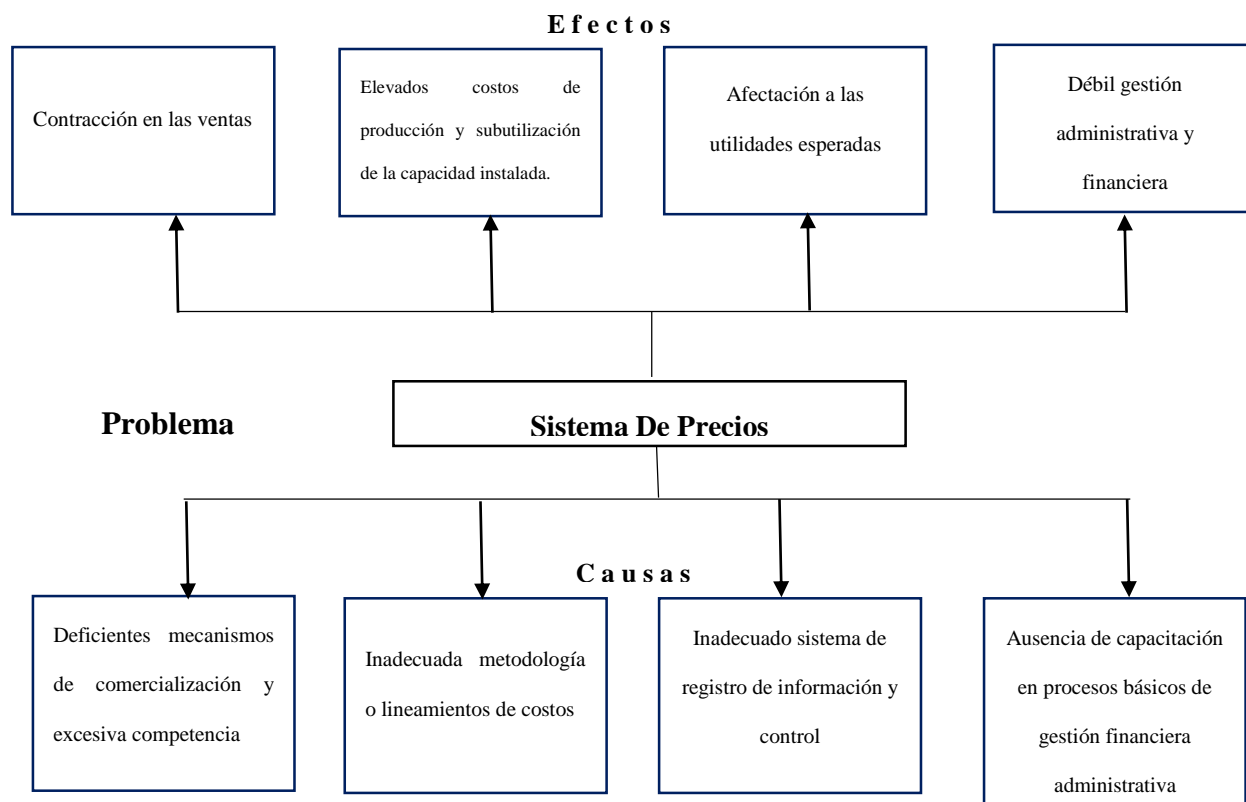 E f e c t o s
Contracción en las ventas
Elevados costos de
producción y subutilización
de la capacidad instalada.
Afectación a las
utilidades esperadas
Débil gestión
administrativa y
financiera
Problema
Sistema De Precios
C a u s a s
Deficientes mecanismos
de comercialización y
excesiva competencia
Inadecuada metodología
o lineamientos de costos
Inadecuado sistema de
registro de información y
control
Ausencia de capacitación
en procesos básicos de
gestión financiera
administrativa